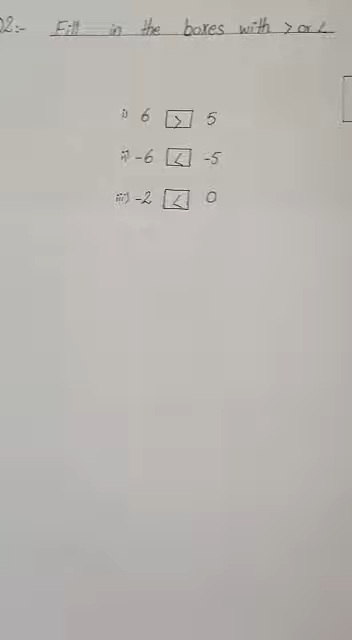 Q2:- Fill in the boxes with > or <
i) 6 > 5
ii) -6 < -5
iii) -2 < 0